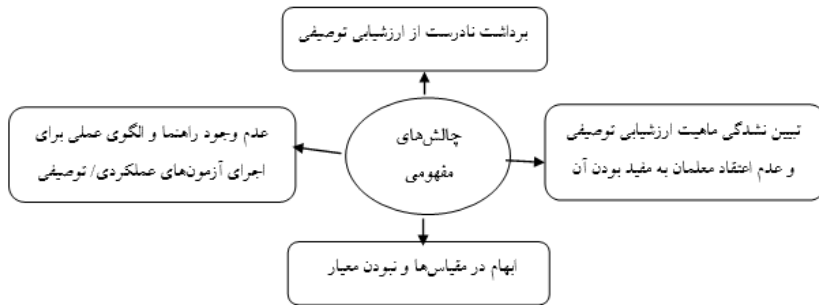 برداشت نادرست از ارزشیابی توصیفی
تبیین نشدگی ماهیت ارزشیابی توصیفی
و عدم اعتقاد معلمان به مفید بودن آن
چالش‌های
مفهومی
عدم وجود راهنما و الگوی عملی برای
اجرای آزمون‌های عملکردی/ توصیفی
ابهام در مقیاس‌ها و نبودن معیار